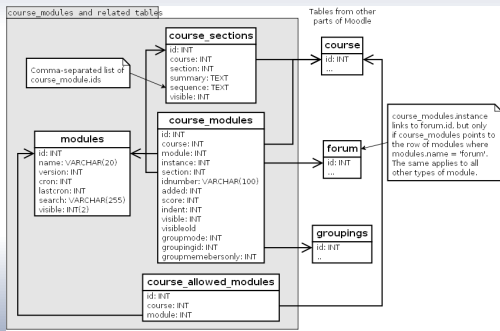 course_modules and related tables
Tables from other
parts of Moodle
course_sections
id: INT
course: INT
section: INT
summary: TEXT
sequence: TEXT
visible: INT
Comma-separated list of
course_module.ids
course
id: INT
...
modules
id: INT
name: VARCHAR(20)
version: INT
cron: INT
lastcron: INT
search: VARCHAR(255)
visible: INT(2)
course_modules
id: INT
course: INT
module: INT
instance: INT
section: INT
idnumber: VARCHAR(100)
added: INT
score: INT
indent: INT
visible: INT
visibleold
groupmode: INT
groupingid: INT
groupmemebersonly: INT
forum
id: INT
...
course_modules.instance
links to forum.id, but only
if course_modules points to
the row of modules where
modules.name = 'forum'.
The same applies to all
other types of module.
groupings
id: INT
..
course_allowed_modules
id: INT
course: INT
module: INT